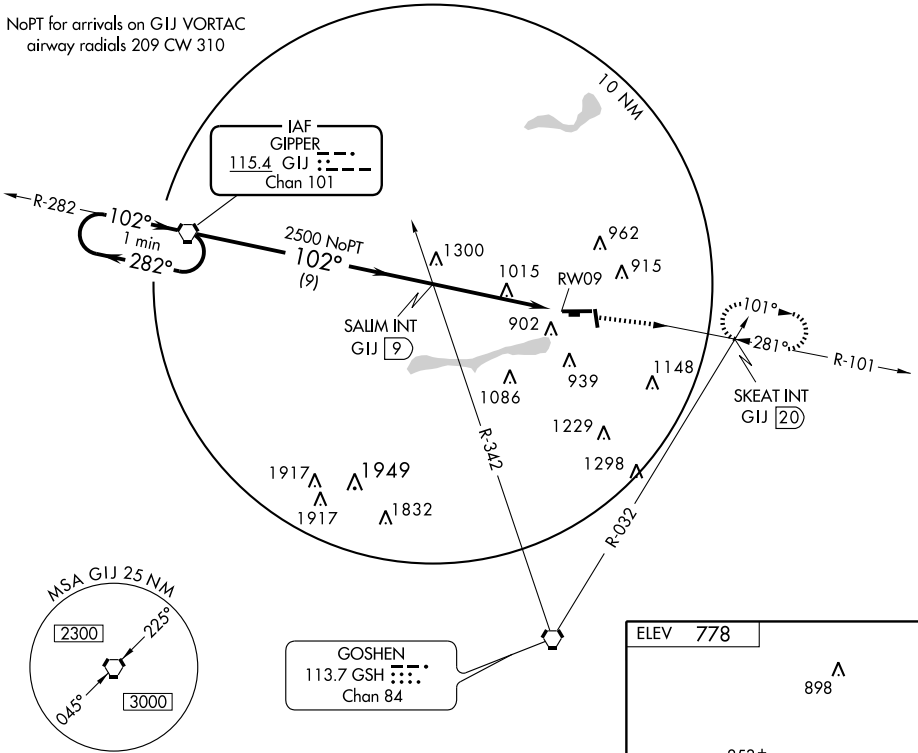 NoPT for arrivals on GIJ VORTAC
airway radials 209 CW 310
10 NM
IAF
GIPPER
115.4 GIJ
Chan 101
R-282
102°
1 min
282°
2500 NoPT
102°
(9)
1300
962
915
1015
RW09
SALIM INT
GIJ 9
902
101°
281°
R-101
939
1148
1086
SKEAT INT
GIJ 20
R-342
1229
1298
1917
1949
1917
1832
R-032
MSA GIJ 25 NM
2300
225°
045°
3000
GOSHEN
113.7 GSH
Chan 84
ELEV 778
898